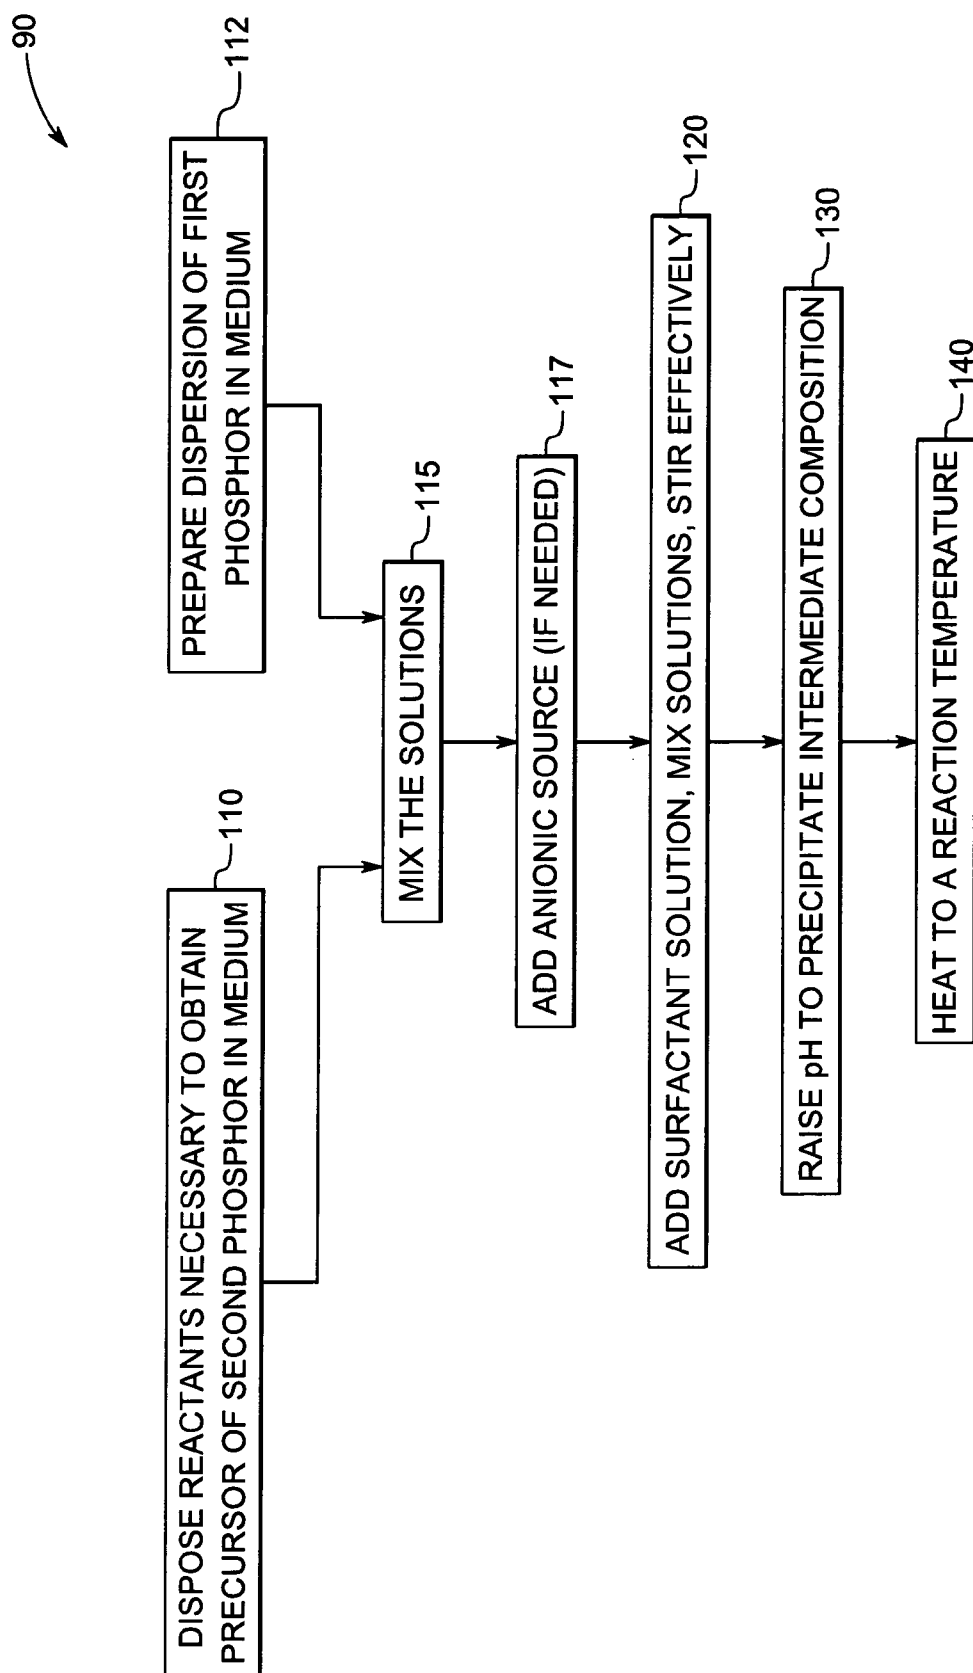 90
DISPOSE REACTANTS NECESSARY TO OBTAIN
PRECURSOR OF SECOND PHOSPHOR IN MEDIUM
110
PREPARE DISPERSION OF FIRST
PHOSPHOR IN MEDIUM
112
MIX THE SOLUTIONS
115
ADD ANIONIC SOURCE (IF NEEDED)
117
ADD SURFACTANT SOLUTION, MIX SOLUTIONS, STIR EFFECTIVELY
120
RAISE pH TO PRECIPITATE INTERMEDIATE COMPOSITION
130
HEAT TO A REACTION TEMPERATURE
140